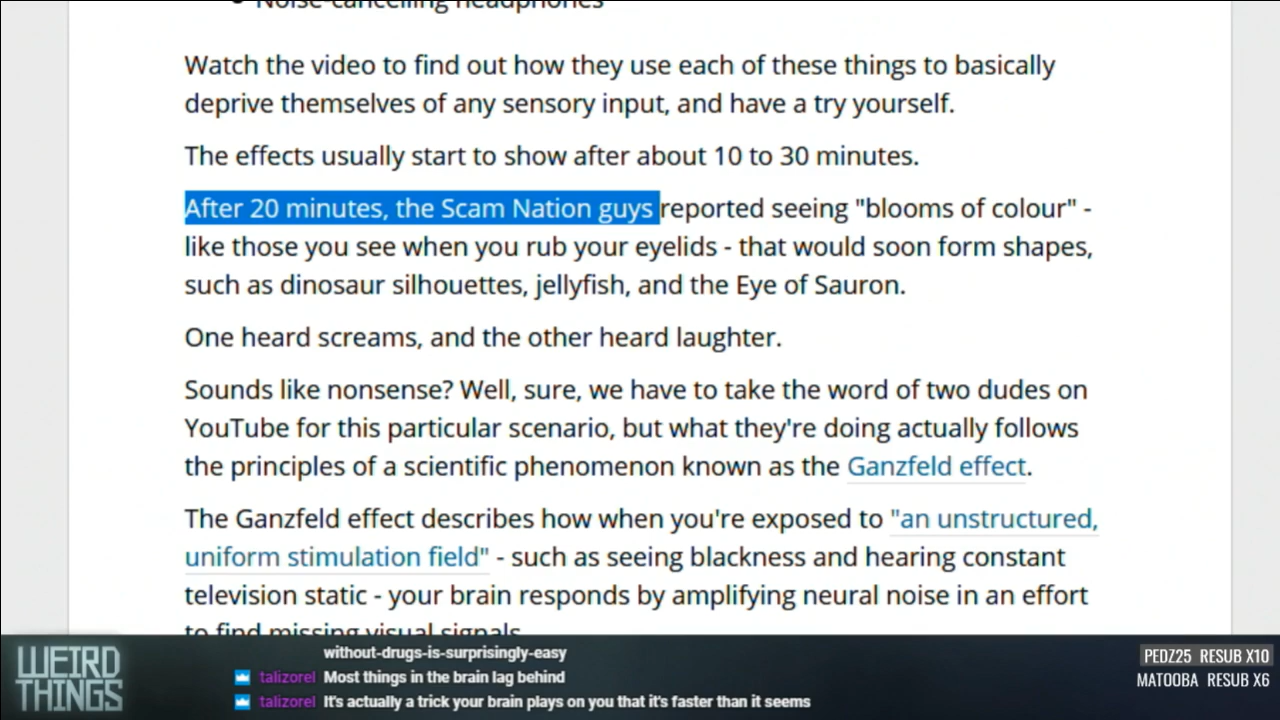 Noise-cancelling headphones
Watch the video to find out how they use each of these things to basically
deprive themselves of any sensory input, and have a try yourself.
The effects usually start to show after about 10 to 30 minutes.
After 20 minutes, the Scam Nation guys reported seeing "blooms of colour" -
like those you see when you rub your eyelids - that would soon form shapes,
such as dinosaur silhouettes, jellyfish, and the Eye of Sauron.
One heard screams, and the other heard laughter.
Sounds like nonsense? Well, sure, we have to take the word of two dudes on
YouTube for this particular scenario, but what they're doing actually follows
the principles of a scientific phenomenon known as the Ganzfeld effect.
The Ganzfeld effect describes how when you're exposed to "an unstructured,
uniform stimulation field" - such as seeing blackness and hearing constant
television static - your brain responds by amplifying neural noise in an effort
to find missing visual signals.
WEIRD
THINGS
without-drugs-is-surprisingly-easy
talizorel Most things in the brain lag behind
talizorel It's actually a trick your brain plays on you that it's faster than it seems
PEDZ25 RESUB X10
MATOOBA RESUB X6